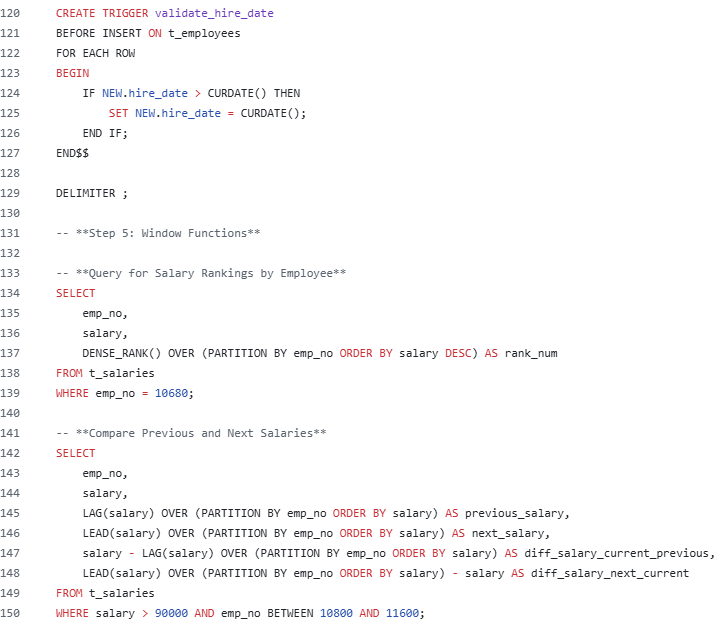 120 CREATE TRIGGER validate_hire_date
121 BEFORE INSERT ON t_employees
122 FOR EACH ROW
123 BEGIN
124     IF NEW.hire_date > CURDATE() THEN
125         SET NEW.hire_date = CURDATE();
126     END IF;
127 END$$
128
129 DELIMITER ;
130
131 -- **Step 5: Window Functions**
132
133 -- **Query for Salary Rankings by Employee**
134 SELECT
135     emp_no,
136     salary,
137     DENSE_RANK() OVER (PARTITION BY emp_no ORDER BY salary DESC) AS rank_num
138 FROM t_salaries
139 WHERE emp_no = 10680;
140
141 -- **Compare Previous and Next Salaries**
142 SELECT
143     emp_no,
144     salary,
145     LAG(salary) OVER (PARTITION BY emp_no ORDER BY salary) AS previous_salary,
146     LEAD(salary) OVER (PARTITION BY emp_no ORDER BY salary) AS next_salary,
147     salary - LAG(salary) OVER (PARTITION BY emp_no ORDER BY salary) AS diff_salary_current_previous,
148     LEAD(salary) OVER (PARTITION BY emp_no ORDER BY salary) - salary AS diff_salary_next_current
149 FROM t_salaries
150 WHERE salary > 90000 AND emp_no BETWEEN 10800 AND 11600;